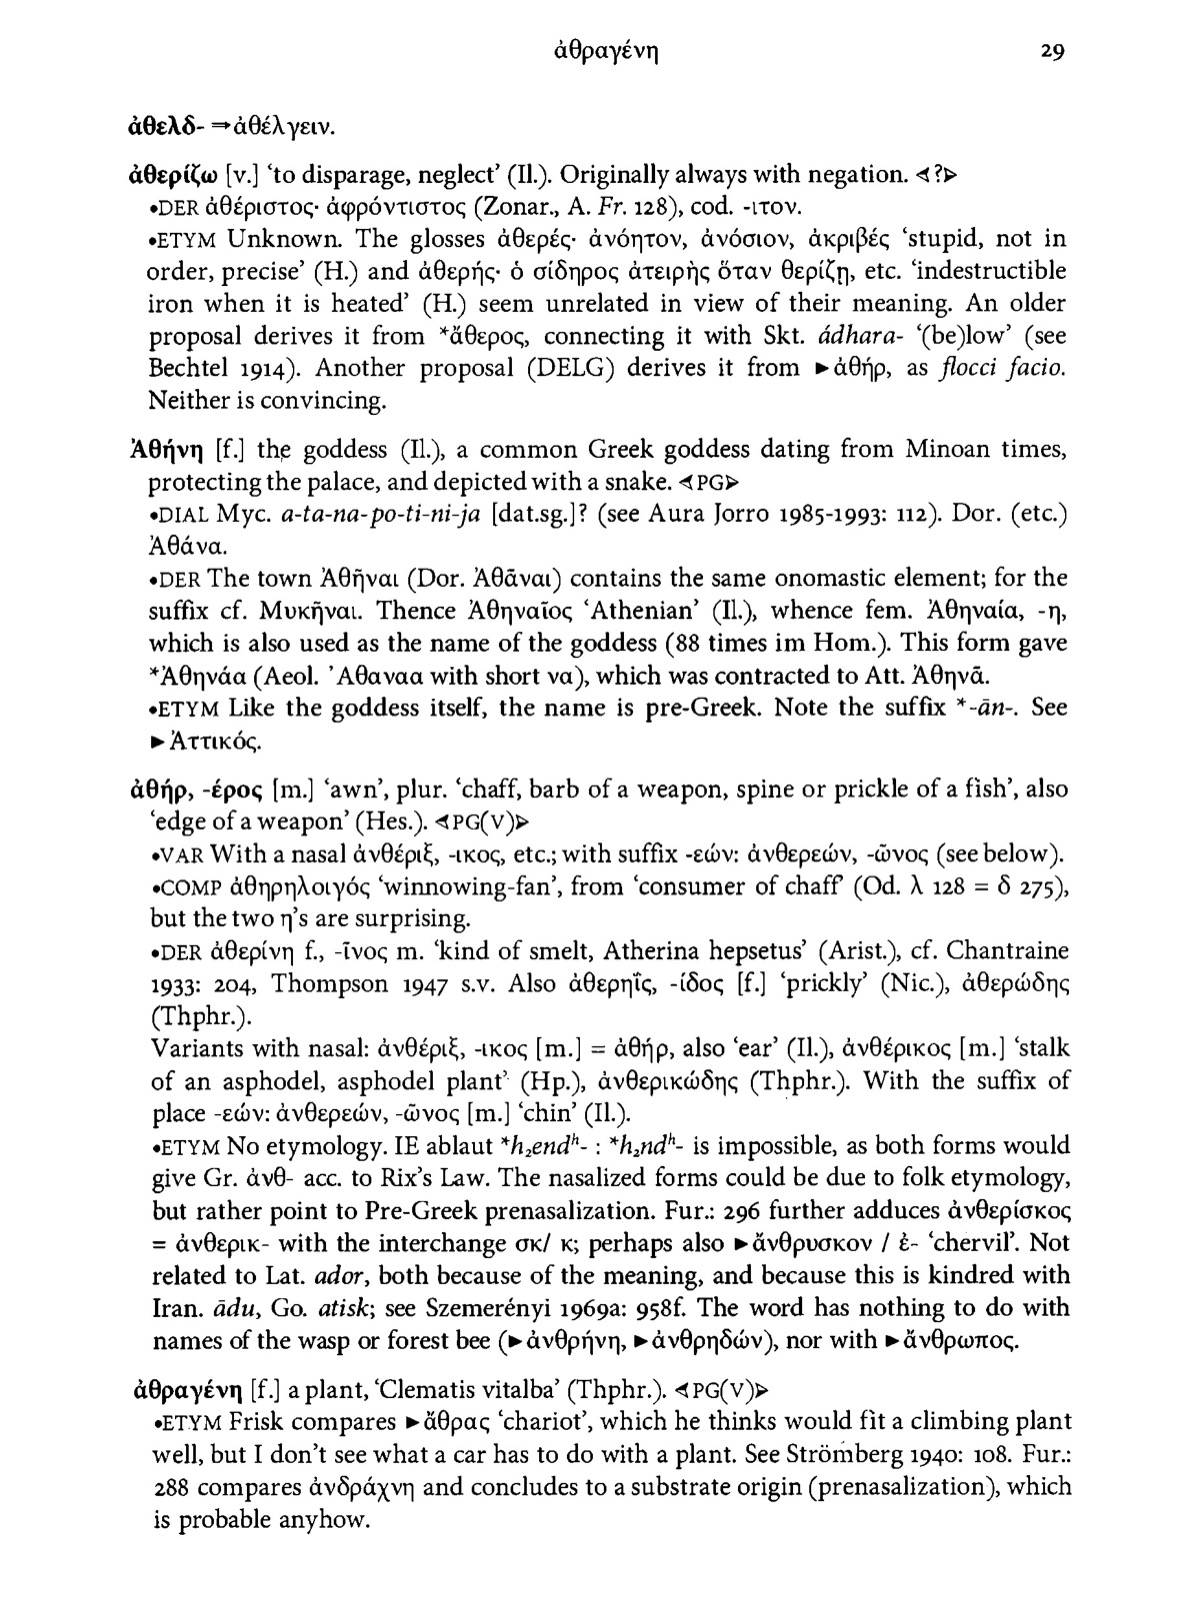 ἀθραγένη 29
ἀθελδ- ⇒ἀθέλγειν.
ἀθερίζω [v.] ‘to disparage, neglect’ (Il.). Originally always with negation. ⋖?⋗
•DER ἀθέριστος· ἀφρόντιστος (Zonar., A. Fr. 128), cod. -ιτον.
•ETYM Unknown. The glosses ἀθερές· ἀνόητον, ἀνόσιον, ἀκριβές ‘stupid, not in
order, precise’ (H.) and ἀθερής· ὁ σίδηρος ἀτειρὴς ὅταν θερίζῃ, etc. ‘indestructible
iron when it is heated’ (H.) seem unrelated in view of their meaning. An older
proposal derives it from *ἄθερος, connecting it with Skt. ádhara- ‘(be)low’ (see
Bechtel 1914). Another proposal (DELG) derives it from ►ἀθήρ, as flocci facio.
Neither is convincing.
Ἀθήνη [f.] the goddess (Il.), a common Greek goddess dating from Minoan times,
protecting the palace, and depicted with a snake. ⋖PG⋗
•DIAL Myc. a-ta-na-po-ti-ni-ja [dat.sg.]? (see Aura Jorro 1985-1993: 112). Dor. (etc.)
Ἀθάνα.
•DER The town Ἀθῆναι (Dor. Ἀθᾶναι) contains the same onomastic element; for the
suffix cf. Μυκῆναι. Thence Ἀθηναῖος ‘Athenian’ (Il.), whence fem. Ἀθηναία, -η,
which is also used as the name of the goddess (88 times im Hom.). This form gave
*Ἀθηνάα (Aeol. ᾿Αθαναα with short να), which was contracted to Att. Ἀθηνᾶ.
•ETYM Like the goddess itself, the name is pre-Greek. Note the suffix *-ān-. See
►Ἀττικός.
ἀθήρ, -έρος [m.] ‘awn’, plur. ‘chaff, barb of a weapon, spine or prickle of a fish’, also
‘edge of a weapon’ (Hes.). ⋖PG(V)⋗
•VAR With a nasal ἀνθέριξ, -ικος, etc.; with suffix -εών: ἀνθερεών, -ῶνος (see below).
•COMP ἀθηρηλοιγός ‘winnowing-fan’, from ‘consumer of chaff’ (Od. λ 128 = δ 275),
but the two η’s are surprising.
•DER ἀθερίνη f., -ῖνος m. ‘kind of smelt, Atherina hepsetus’ (Arist.), cf. Chantraine
1933: 204, Thompson 1947 s.v. Also ἀθερηΐς, -ίδος [f.] ‘prickly’ (Nic.), ἀθερώδης
(Thphr.).
Variants with nasal: ἀνθέριξ, -ικος [m.] = ἀθήρ, also ‘ear’ (Il.), ἀνθέρικος [m.] ‘stalk
of an asphodel, asphodel plant’ (Hp.), ἀνθερικώδης (Thphr.). With the suffix of
place -εών: ἀνθερεών, -ῶνος [m.] ‘chin’ (Il.).
•ETYM No etymology. IE ablaut *h₂endʰ- : *h₂ndʰ- is impossible, as both forms would
give Gr. ἀνθ- acc. to Rix’s Law. The nasalized forms could be due to folk etymology,
but rather point to Pre-Greek prenasalization. Fur.: 296 further adduces ἀνθερίσκος
= ἀνθερικ- with the interchange σκ/ κ; perhaps also ►ἄνθρυσκον / ἐ- ‘chervil’. Not
related to Lat. ador, both because of the meaning, and because this is kindred with
Iran. ādu, Go. atisk; see Szemerényi 1969a: 958f. The word has nothing to do with
names of the wasp or forest bee (►ἀνθρήνη, ►ἀνθρηδών), nor with ►ἄνθρωπος.
ἀθραγένη [f.] a plant, ‘Clematis vitalba’ (Thphr.). ⋖PG(V)⋗
•ETYM Frisk compares ►ἄθρας ‘chariot’, which he thinks would fit a climbing plant
well, but I don’t see what a car has to do with a plant. See Strömberg 1940: 108. Fur.:
288 compares ἀνδράχνη and concludes to a substrate origin (prenasalization), which
is probable anyhow.